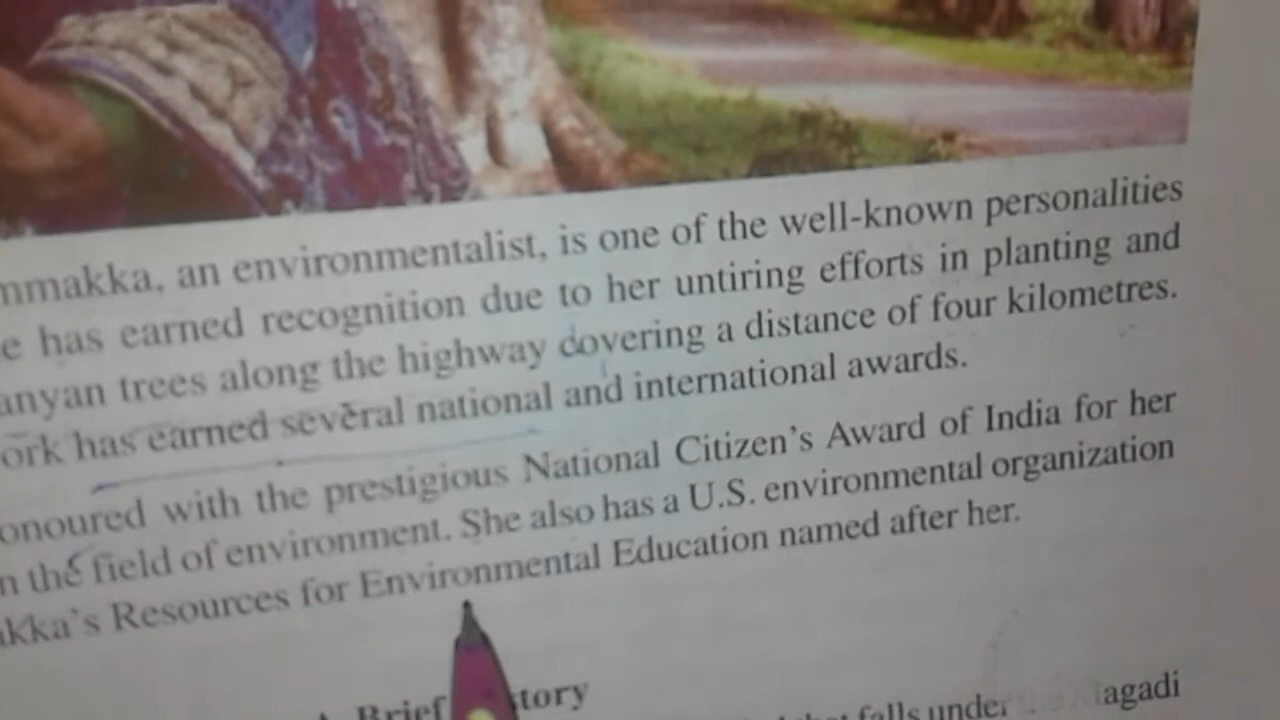 mmakka, an environmentalist, is one of the well-known personalities
e has earned recognition due to her untiring efforts in planting and
anyan trees along the highway covering a distance of four kilometres.
ork has earned several national and international awards.
onoured with the prestigious National Citizen's Award of India for her
n the field of environment. She also has a U.S. environmental organization
akka's Resources for Environmental Education named after her.
Brief tory
falls under agadi